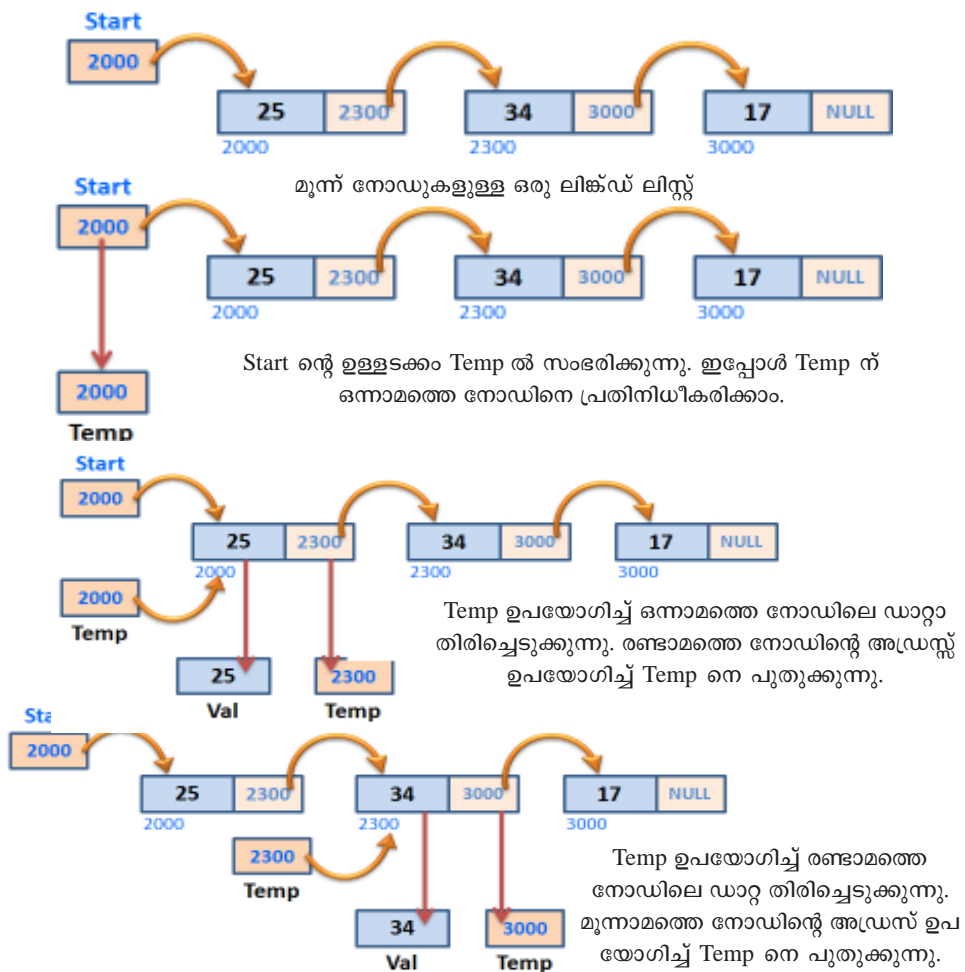 Start
2000
25 2300 34 3000 17 NULL
2000 2300 3000
മൂന്ന് നോഡുകളുള്ള ഒരു ലിങ്ക്ഡ് ലിസ്റ്റ്
Start
2000
25 2300 34 3000 17 NULL
2000 2300 3000
Start ന്റെ ഉള്ളടക്കം Temp ൽ സംഭരിക്കുന്നു. ഇപ്പോൾ Temp ന്
ഒന്നാമത്തെ നോഡിനെ പ്രതിനിധീകരിക്കാം.
2000
Temp
Start
2000
25 2300 34 3000 17 NULL
2000 2300 3000
2000
Temp
Temp ഉപയോഗിച്ച് ഒന്നാമത്തെ നോഡിലെ ഡാറ്റാ
തിരിച്ചെടുക്കുന്നു. രണ്ടാമത്തെ നോഡിന്റെ അഡ്രസ്സ്
ഉപയോഗിച്ച് Temp നെ പുതുക്കുന്നു.
25 2300
Val Temp
Sta
2000
25 2300 34 3000 17 NULL
2000 2300 3000
2300
Temp
Temp ഉപയോഗിച്ച് രണ്ടാമത്തെ
നോഡിലെ ഡാറ്റ തിരിച്ചെടുക്കുന്നു.
മൂന്നാമത്തെ നോഡിന്റെ അഡ്രസ് ഉപ
യോഗിച്ച് Temp നെ പുതുക്കുന്നു.
34 3000
Val Temp